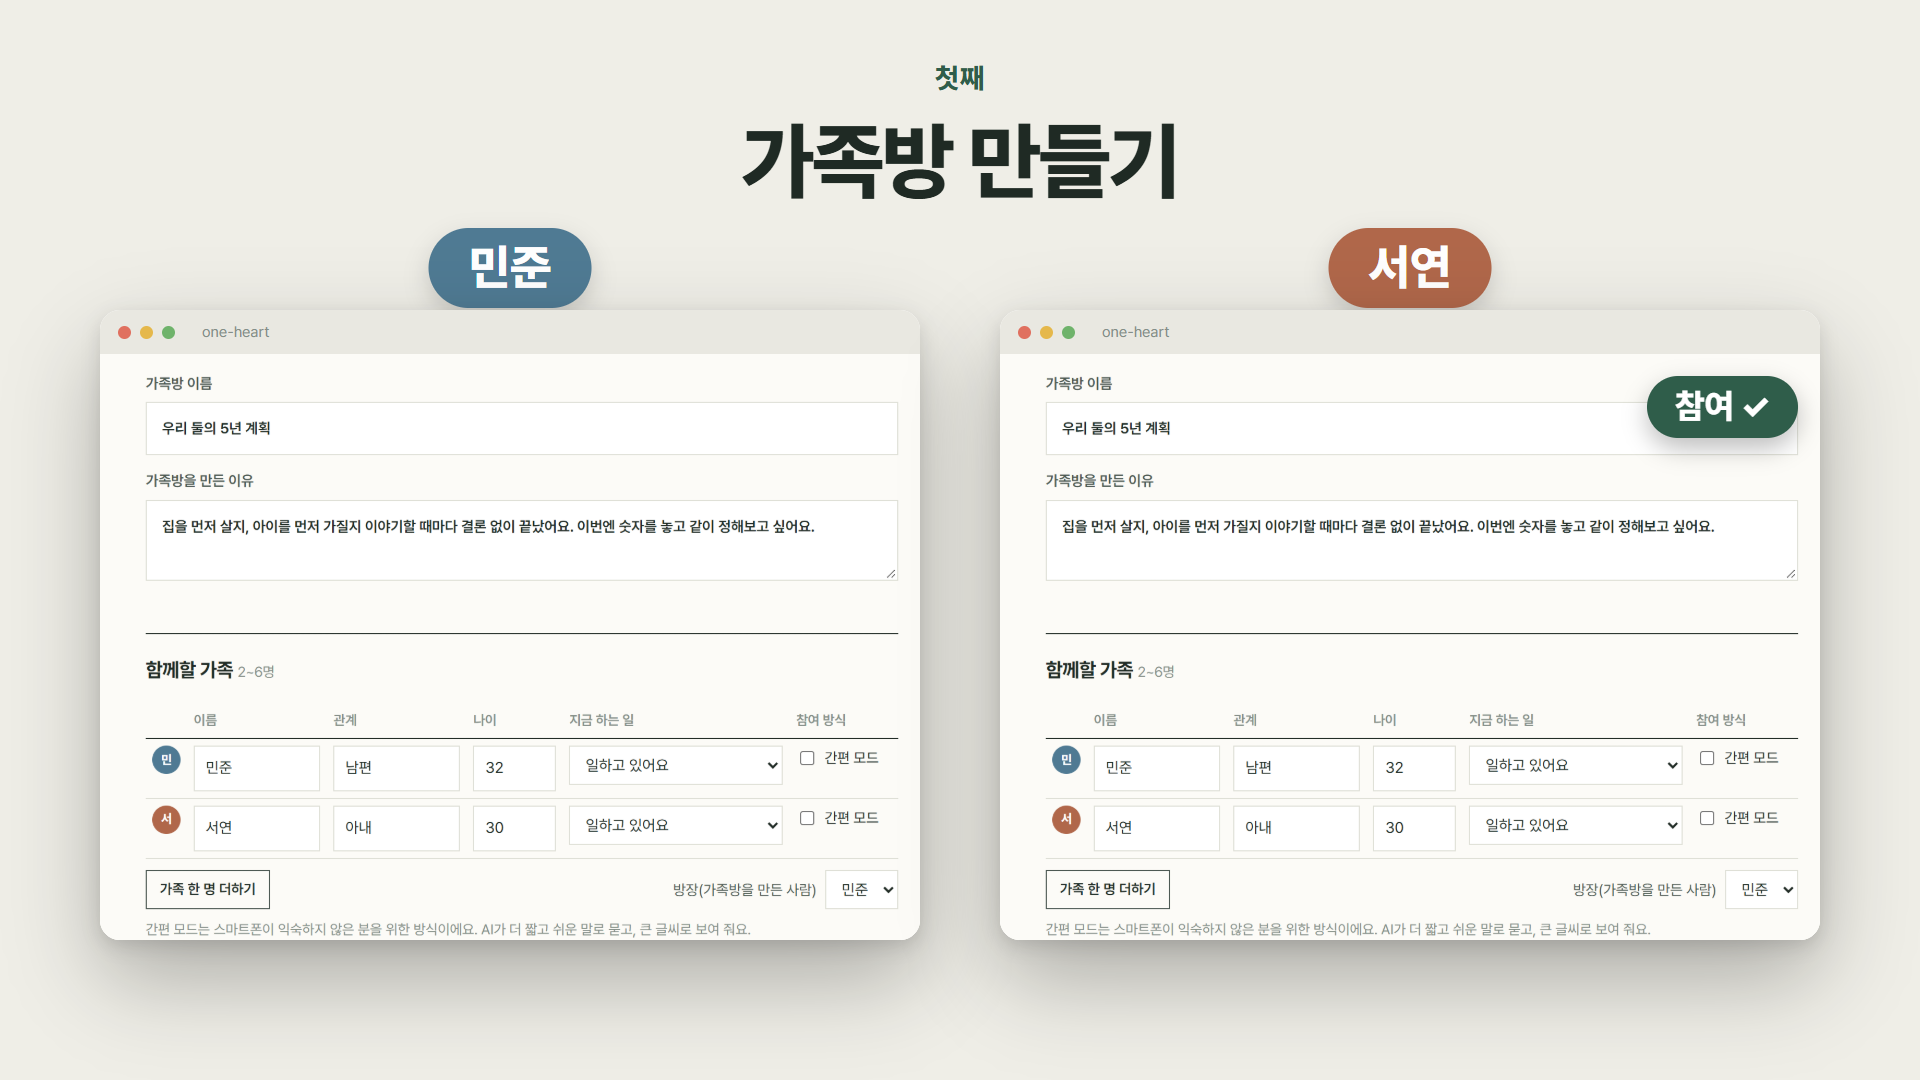 첫째
가족방 만들기
민준
one-heart
가족방 이름
우리 둘의 5년 계획
가족방을 만든 이유
집을 먼저 살지, 아이를 먼저 가질지 이야기할 때마다 결론 없이 끝났어요. 이번엔 숫자를 놓고 같이 정해보고 싶어요.
함께할 가족 2~6명
이름 관계 나이 지금 하는 일 참여 방식
민 민준 남편 32 일하고 있어요 간편 모드
서 서연 아내 30 일하고 있어요 간편 모드
가족 한 명 더하기 방장(가족방을 만든 사람) 민준
간편 모드는 스마트폰이 익숙하지 않은 분을 위한 방식이에요. AI가 더 짧고 쉬운 말로 묻고, 큰 글씨로 보여 줘요.
서연
one-heart
가족방 이름
참여 ✓
우리 둘의 5년 계획
가족방을 만든 이유
집을 먼저 살지, 아이를 먼저 가질지 이야기할 때마다 결론 없이 끝났어요. 이번엔 숫자를 놓고 같이 정해보고 싶어요.
함께할 가족 2~6명
이름 관계 나이 지금 하는 일 참여 방식
민 민준 남편 32 일하고 있어요 간편 모드
서 서연 아내 30 일하고 있어요 간편 모드
가족 한 명 더하기 방장(가족방을 만든 사람) 민준
간편 모드는 스마트폰이 익숙하지 않은 분을 위한 방식이에요. AI가 더 짧고 쉬운 말로 묻고, 큰 글씨로 보여 줘요.